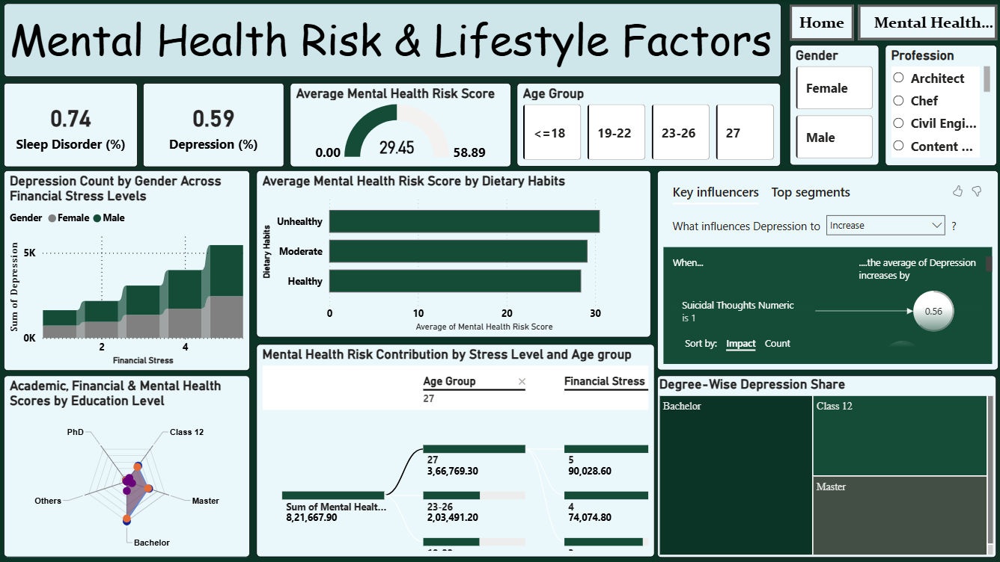 Mental Health Risk & Lifestyle Factors
Home
Mental Health...
Gender
Female
Male
Profession
Architect
Chef
Civil Engi...
Content ...
0.74
Sleep Disorder (%)
0.59
Depression (%)
Average Mental Health Risk Score
0.00
29.45
58.89
Age Group
<=18
19-22
23-26
27
Depression Count by Gender Across
Financial Stress Levels
Gender
Female
Male
Sum of Depression
5K
0K
2
4
Financial Stress
Average Mental Health Risk Score by Dietary Habits
Dietary Habits
Unhealthy
Moderate
Healthy
0
10
20
30
Average of Mental Health Risk Score
Key influencers
Top segments
What influences Depression to
Increase
?
When...
....the average of Depression
increases by
Suicidal Thoughts Numeric
is 1
0.56
Sort by:
Impact
Count
Academic, Financial & Mental Health
Scores by Education Level
PhD
Class 12
Others
Master
Bachelor
Mental Health Risk Contribution by Stress Level and Age group
Age Group
27
Financial Stress
Sum of Mental Healt...
8,21,667.90
27
3,66,769.30
23-26
2,03,491.20
5
90,028.60
4
74,074.80
Degree-Wise Depression Share
Bachelor
Class 12
Master